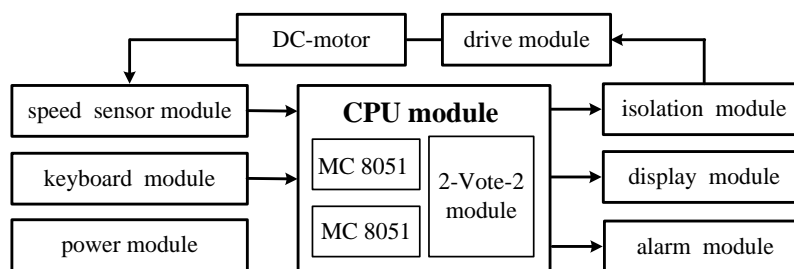 DC-motor
drive module
speed sensor module
CPU module
isolation module
MC 8051
2-Vote-2
module
keyboard module
display module
MC 8051
power module
alarm module